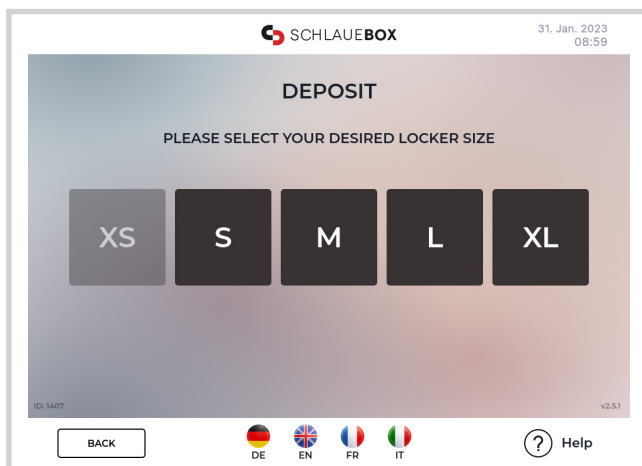 SCHLAUEBOX
31. Jan. 2023
08:59
DEPOSIT
PLEASE SELECT YOUR DESIRED LOCKER SIZE
XS S M L XL
ID: 1407
v2.5.1
BACK
DE EN FR IT
? Help